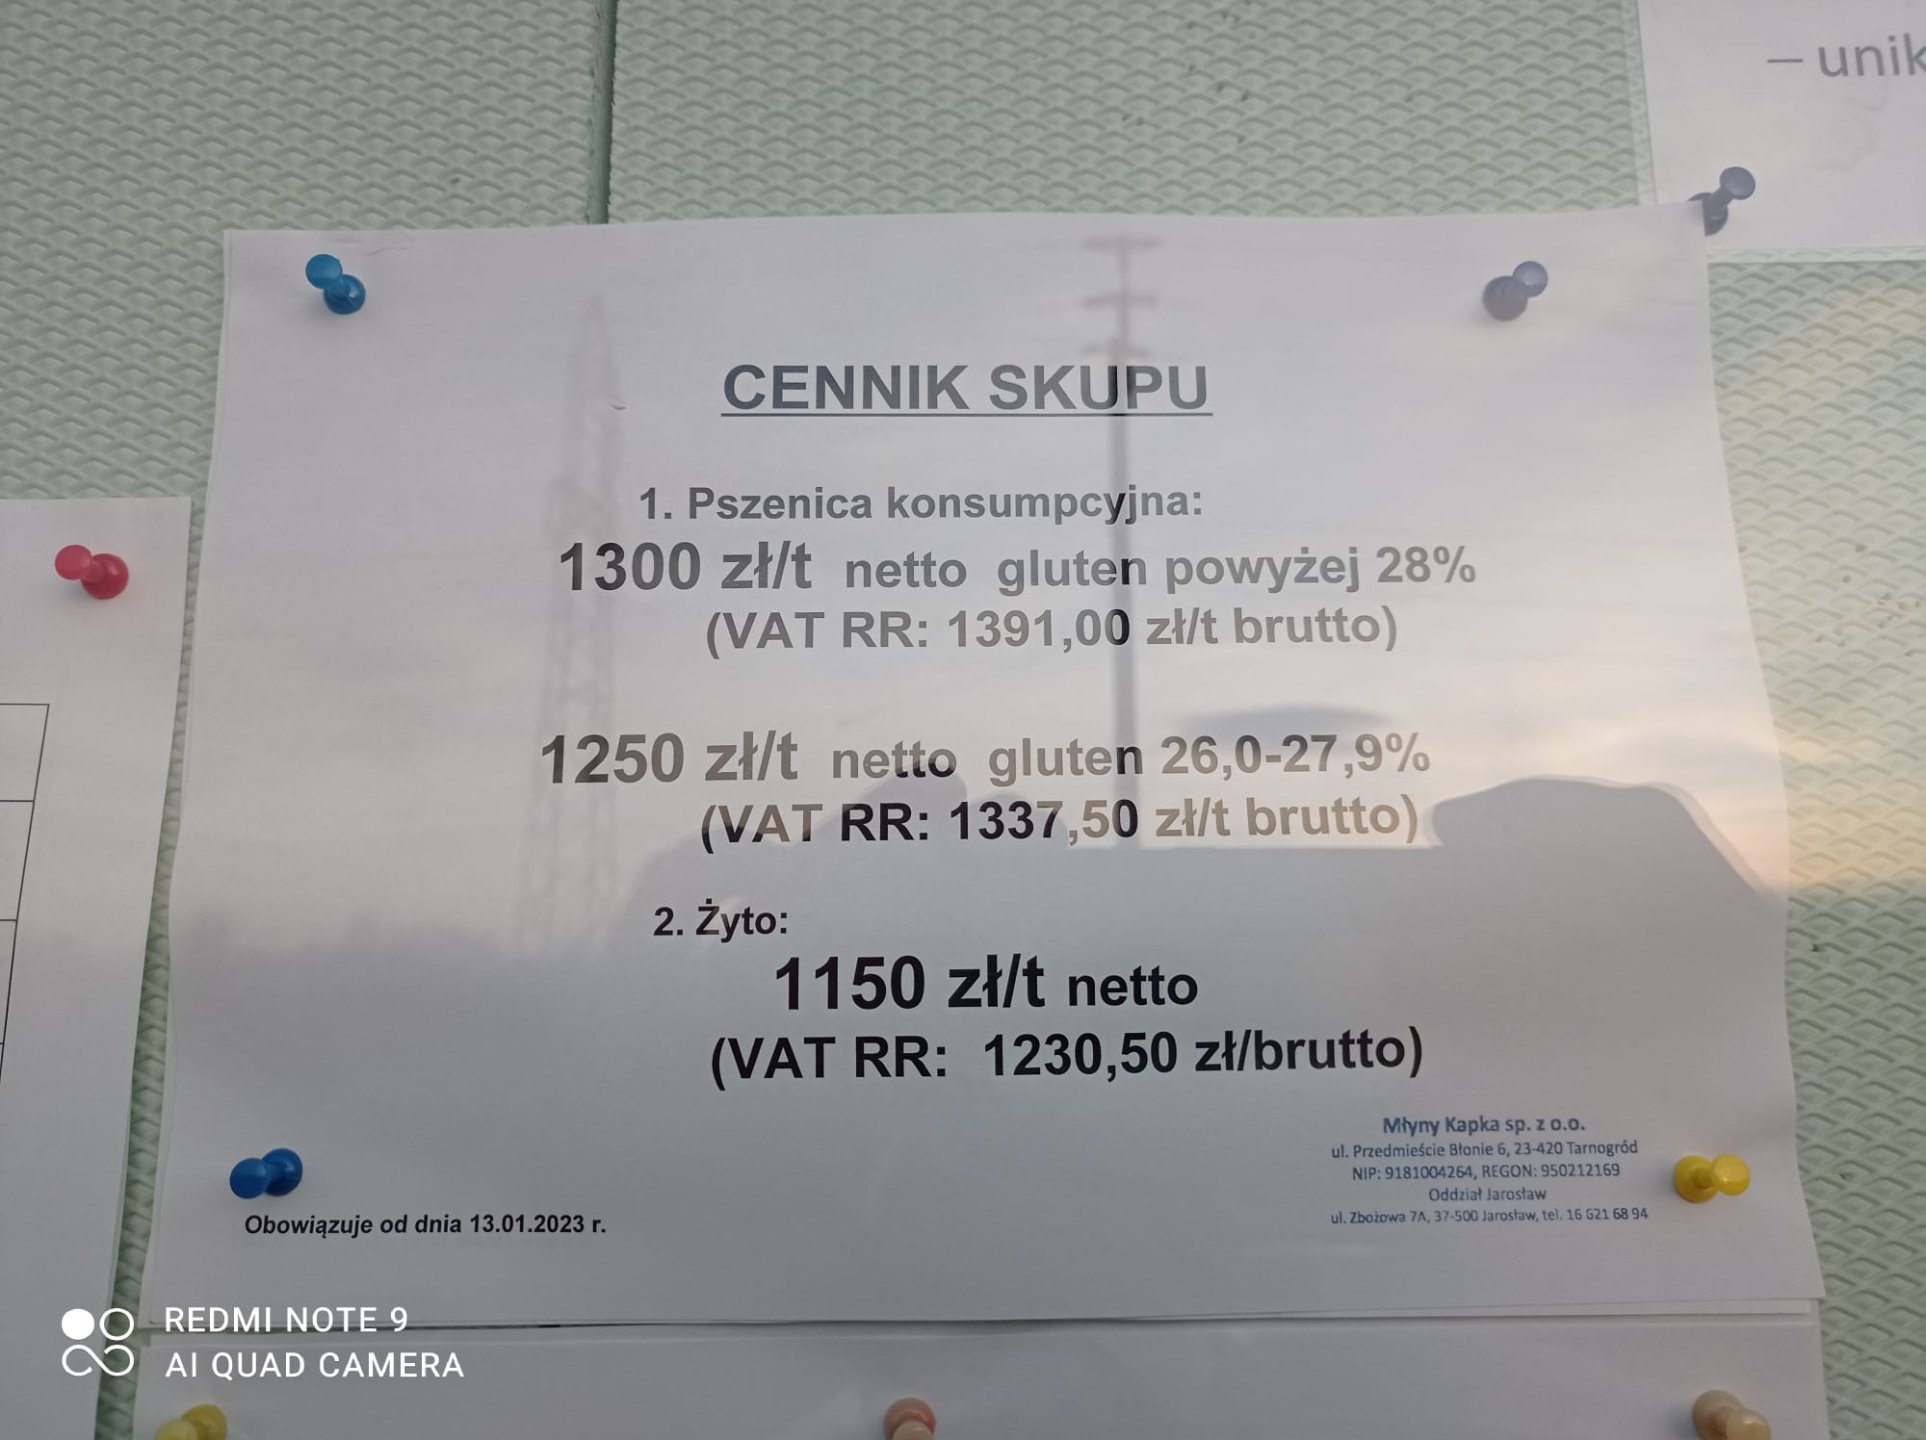 – unik
CENNIK SKUPU
1. Pszenica konsumpcyjna:
1300 zł/t netto gluten powyżej 28%
(VAT RR: 1391,00 zł/t brutto)
1250 zł/t netto gluten 26,0-27,9%
(VAT RR: 1337,50 zł/t brutto)
2. Żyto:
1150 zł/t netto
(VAT RR: 1230,50 zł/brutto)
Młyny Kapka sp. z o.o.
ul. Przedmieście Błonie 6, 23-420 Tarnogród
NIP: 9181004264, REGON: 950212169
Oddział Jarosław
ul. Zbożowa 7A, 37-500 Jarosław, tel. 16 621 68 94
Obowiązuje od dnia 13.01.2023 r.
REDMI NOTE 9
AI QUAD CAMERA